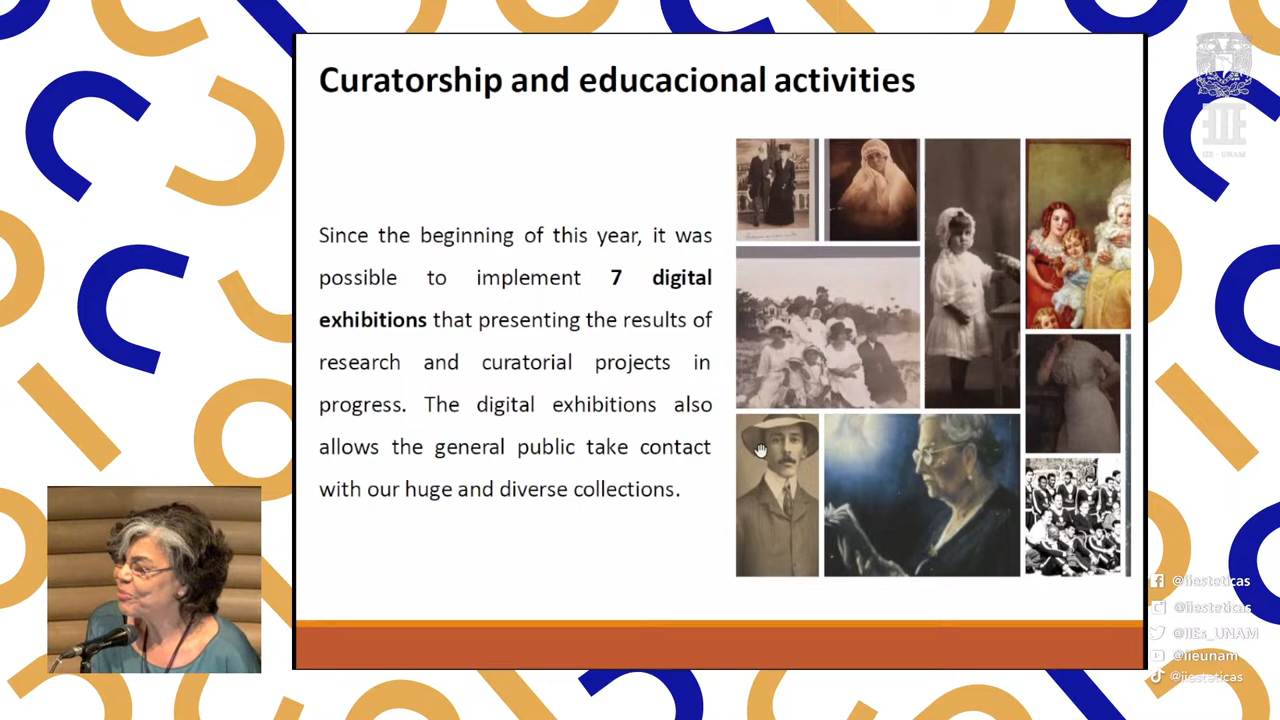 Curatorship and educacional activities
Since the beginning of this year, it was
possible to implement 7 digital
exhibitions that presenting the results of
research and curatorial projects in
progress. The digital exhibitions also
allows the general public take contact
with our huge and diverse collections.
IIE - UNAM
@iiesteticas
@iiesteticas
@IIEs_UNAM
@iieunam
@iiesteticas